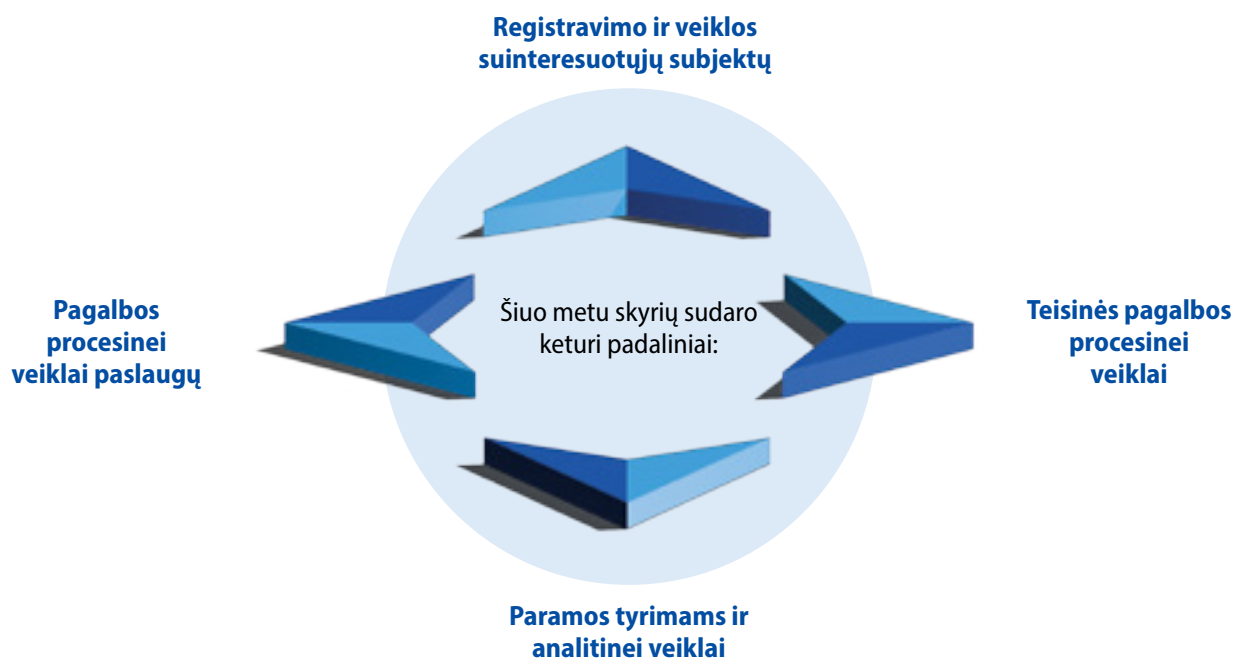 Registravimo ir veiklos
suinteresuotųjų subjektų
Pagalbos
procesinei
veiklai paslaugų
Šiuo metu skyrių sudaro
keturi padaliniai:
Teisinės pagalbos
procesinei
veiklai
Paramos tyrimams ir
analitinei veiklai